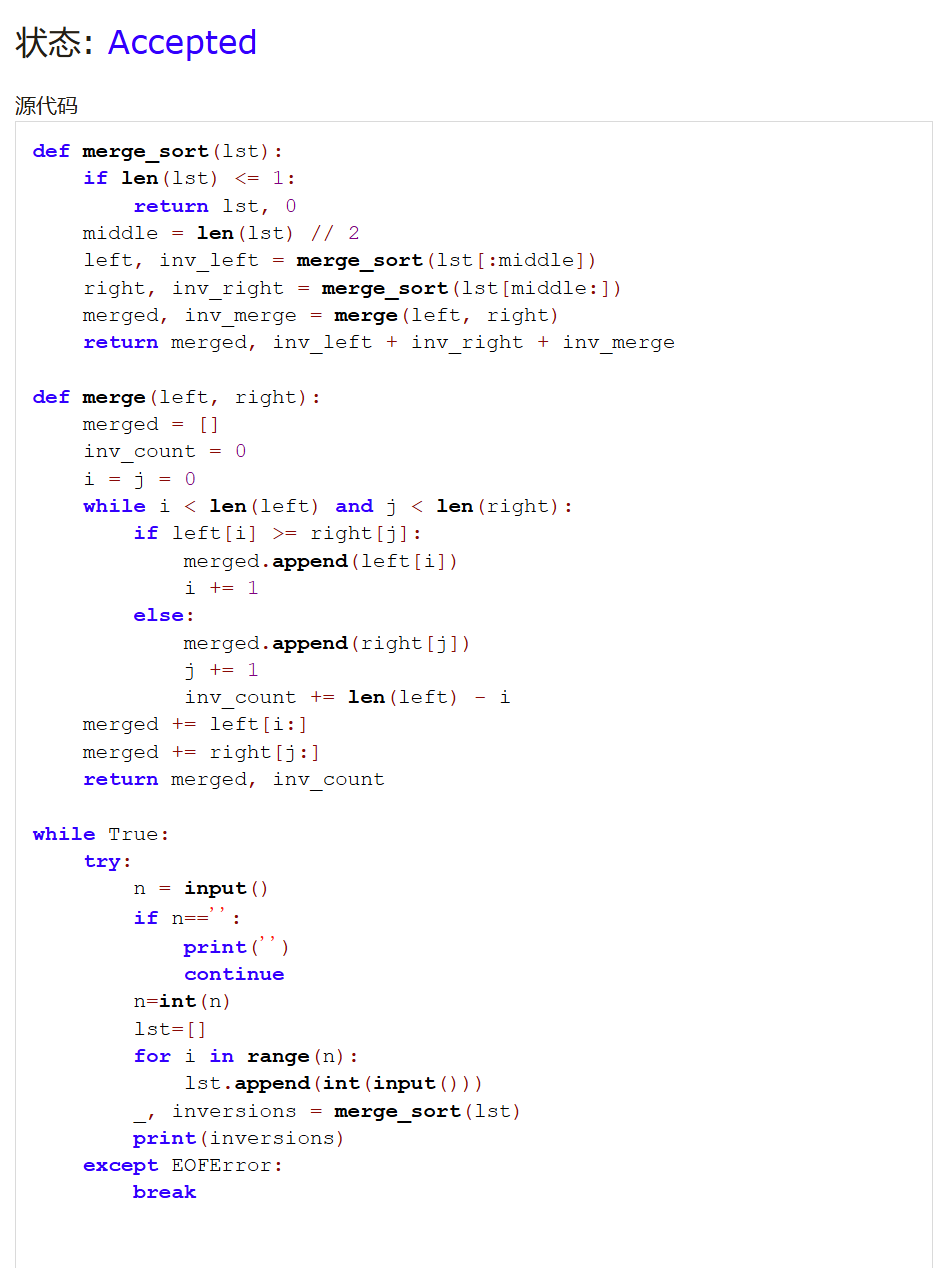 状态: Accepted
源代码
def merge_sort(lst):
    if len(lst) <= 1:
        return lst, 0
    middle = len(lst) // 2
    left, inv_left = merge_sort(lst[:middle])
    right, inv_right = merge_sort(lst[middle:])
    merged, inv_merge = merge(left, right)
    return merged, inv_left + inv_right + inv_merge

def merge(left, right):
    merged = []
    inv_count = 0
    i = j = 0
    while i < len(left) and j < len(right):
        if left[i] >= right[j]:
            merged.append(left[i])
            i += 1
        else:
            merged.append(right[j])
            j += 1
            inv_count += len(left) - i
    merged += left[i:]
    merged += right[j:]
    return merged, inv_count

while True:
    try:
        n = input()
        if n=='':
            print('')
            continue
        n=int(n)
        lst=[]
        for i in range(n):
            lst.append(int(input()))
        _, inversions = merge_sort(lst)
        print(inversions)
    except EOFError:
        break